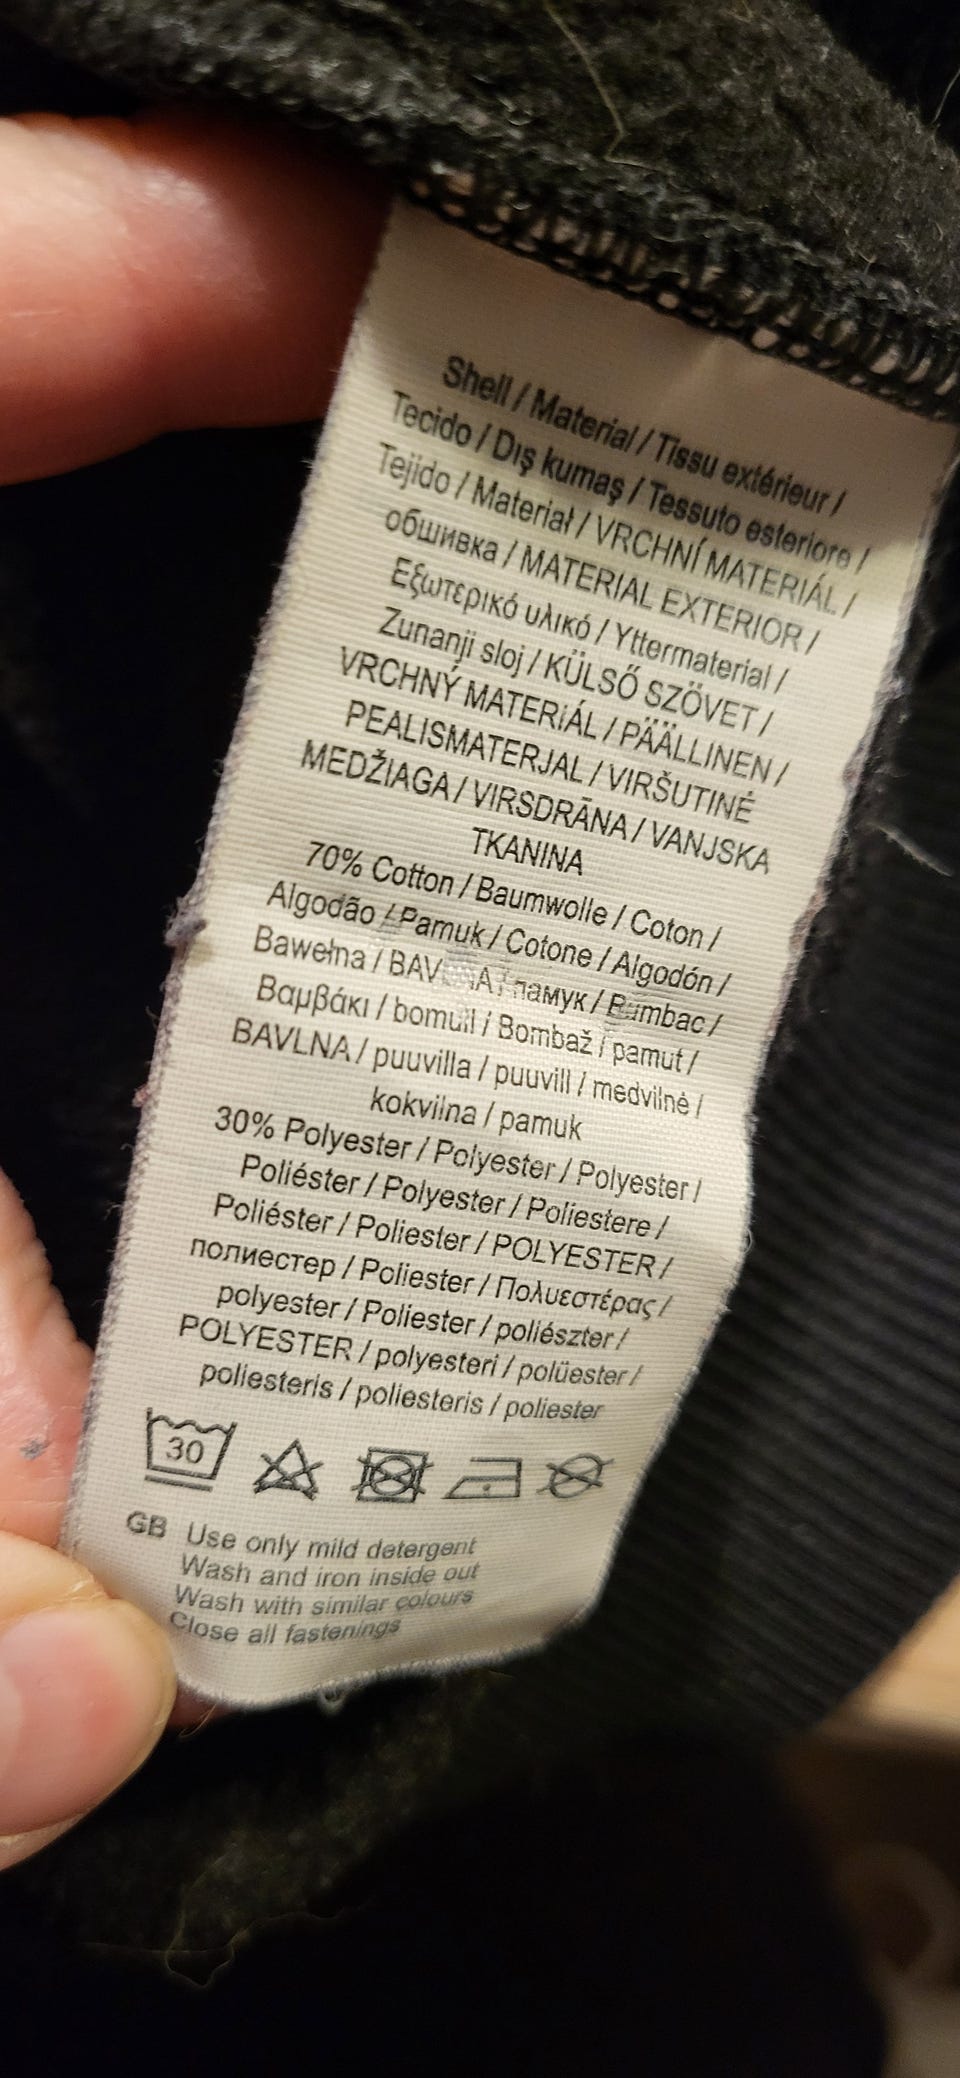 Shell / Material / Tissu extérieur /
Tecido / Dış kumaş / Tessuto esteriore /
Tejido / Materiał / VRCHNÍ MATERIÁL /
обшивка / MATERIAL EXTERIOR /
Εξωτερικό υλικό / Yttermaterial /
Zunanji sloj / KÜLSŐ SZÖVET /
VRCHNÝ MATERIÁL / PÄÄLLINEN /
PEALISMATERJAL / VIRŠUTINĖ
MEDŽIAGA / VIRSDRĀNA / VANJSKA
TKANINA
70% Cotton / Baumwolle / Coton /
Algodão / Pamuk / Cotone / Algodón /
Bawełna / BAVLNA / памук / Bumbac /
Βαμβάκι / bomull / Bombaž / pamut /
BAVLNA / puuvilla / puuvill / medvilnė /
kokvilna / pamuk
30% Polyester / Polyester / Polyester /
Poliéster / Polyester / Poliestere /
Poliéster / Poliester / POLYESTER /
полиестер / Poliester / Πολυεστέρας /
polyester / Poliester / poliészter /
POLYESTER / polyesteri / polüester /
poliesteris / poliesteris / poliester
30
GB Use only mild detergent
Wash and iron inside out
Wash with similar colours
Close all fastenings